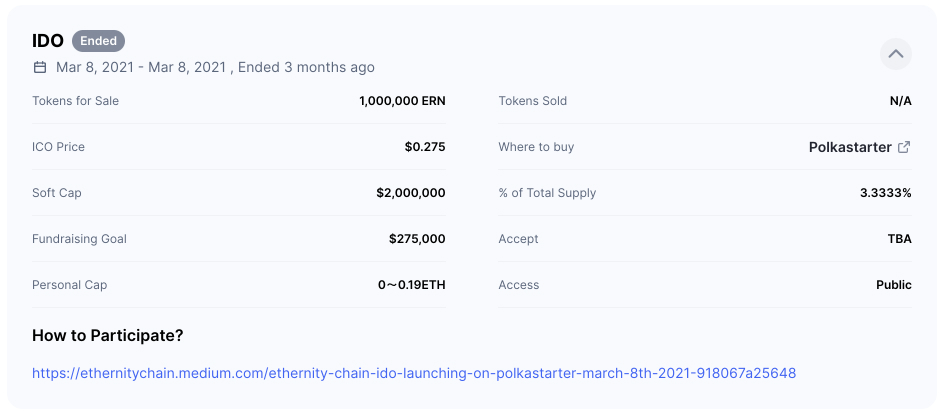 IDO Ended
Mar 8, 2021 - Mar 8, 2021 , Ended 3 months ago
Tokens for Sale 1,000,000 ERN Tokens Sold N/A
ICO Price $0.275 Where to buy Polkastarter
Soft Cap $2,000,000 % of Total Supply 3.3333%
Fundraising Goal $275,000 Accept TBA
Personal Cap 0～0.19ETH Access Public
How to Participate?
https://ethernitychain.medium.com/ethernity-chain-ido-launching-on-polkastarter-march-8th-2021-918067a25648